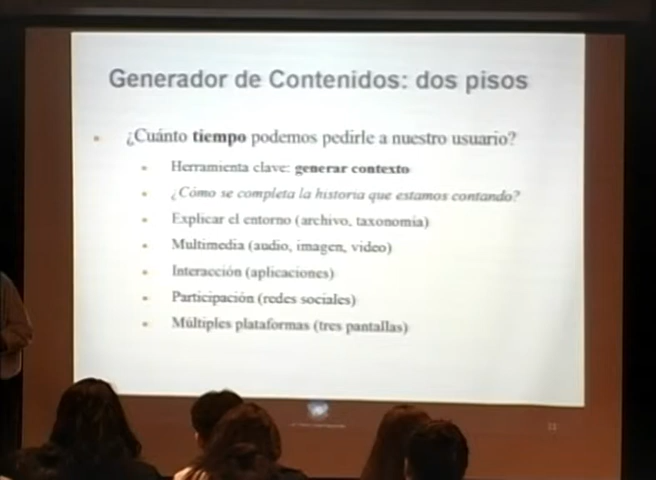 Generador de Contenidos: dos pisos
¿Cuánto tiempo podemos pedirle a nuestro usuario?
Herramienta clave: generar contexto
¿Cómo se completa la historia que estamos contando?
Explicar el entorno (archivo, taxonomía)
Multimedia (audio, imagen, video)
Interacción (aplicaciones)
Participación (redes sociales)
Múltiples plataformas (tres pantallas)